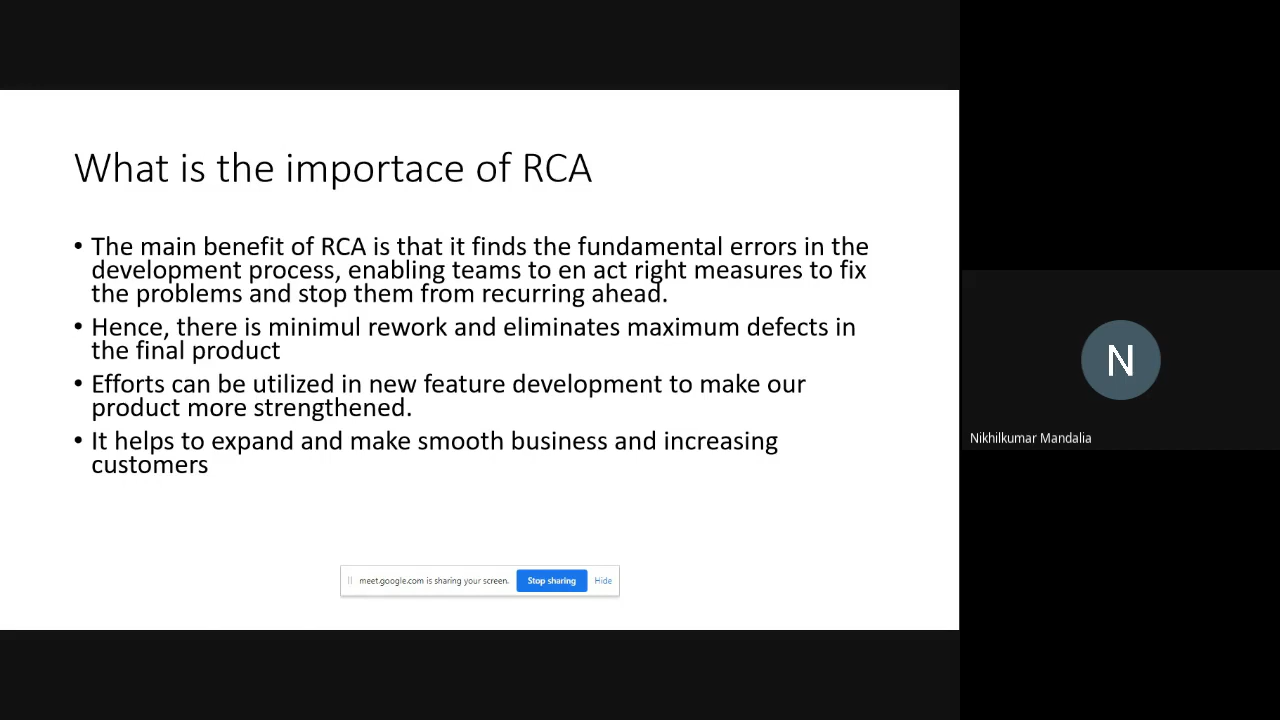 What is the importace of RCA
• The main benefit of RCA is that it finds the fundamental errors in the
development process, enabling teams to en act right measures to fix
the problems and stop them from recurring ahead.
• Hence, there is minimul rework and eliminates maximum defects in
the final product
• Efforts can be utilized in new feature development to make our
product more strengthened.
• It helps to expand and make smooth business and increasing
customers
meet.google.com is sharing your screen. Stop sharing Hide
N
Nikhilkumar Mandalia